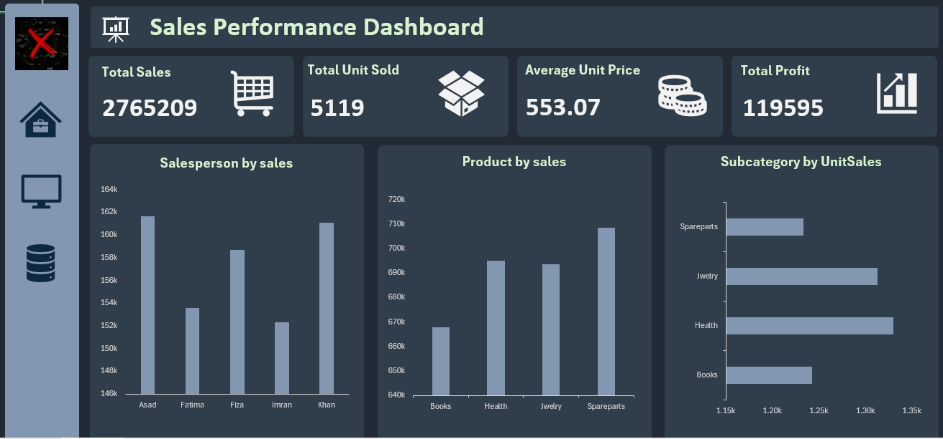 Sales Performance Dashboard
Total Sales
2765209
Total Unit Sold
5119
Average Unit Price
553.07
Total Profit
119595
Salesperson by sales
164k
162k
160k
158k
156k
154k
152k
150k
148k
146k
Asad Fatima Fiza Imran Khan
Product by sales
720k
710k
700k
690k
680k
670k
660k
650k
640k
Books Health Jwelry Spareparts
Subcategory by UnitSales
Spareparts
Jwelry
Health
Books
1.15k 1.20k 1.25k 1.30k 1.35k